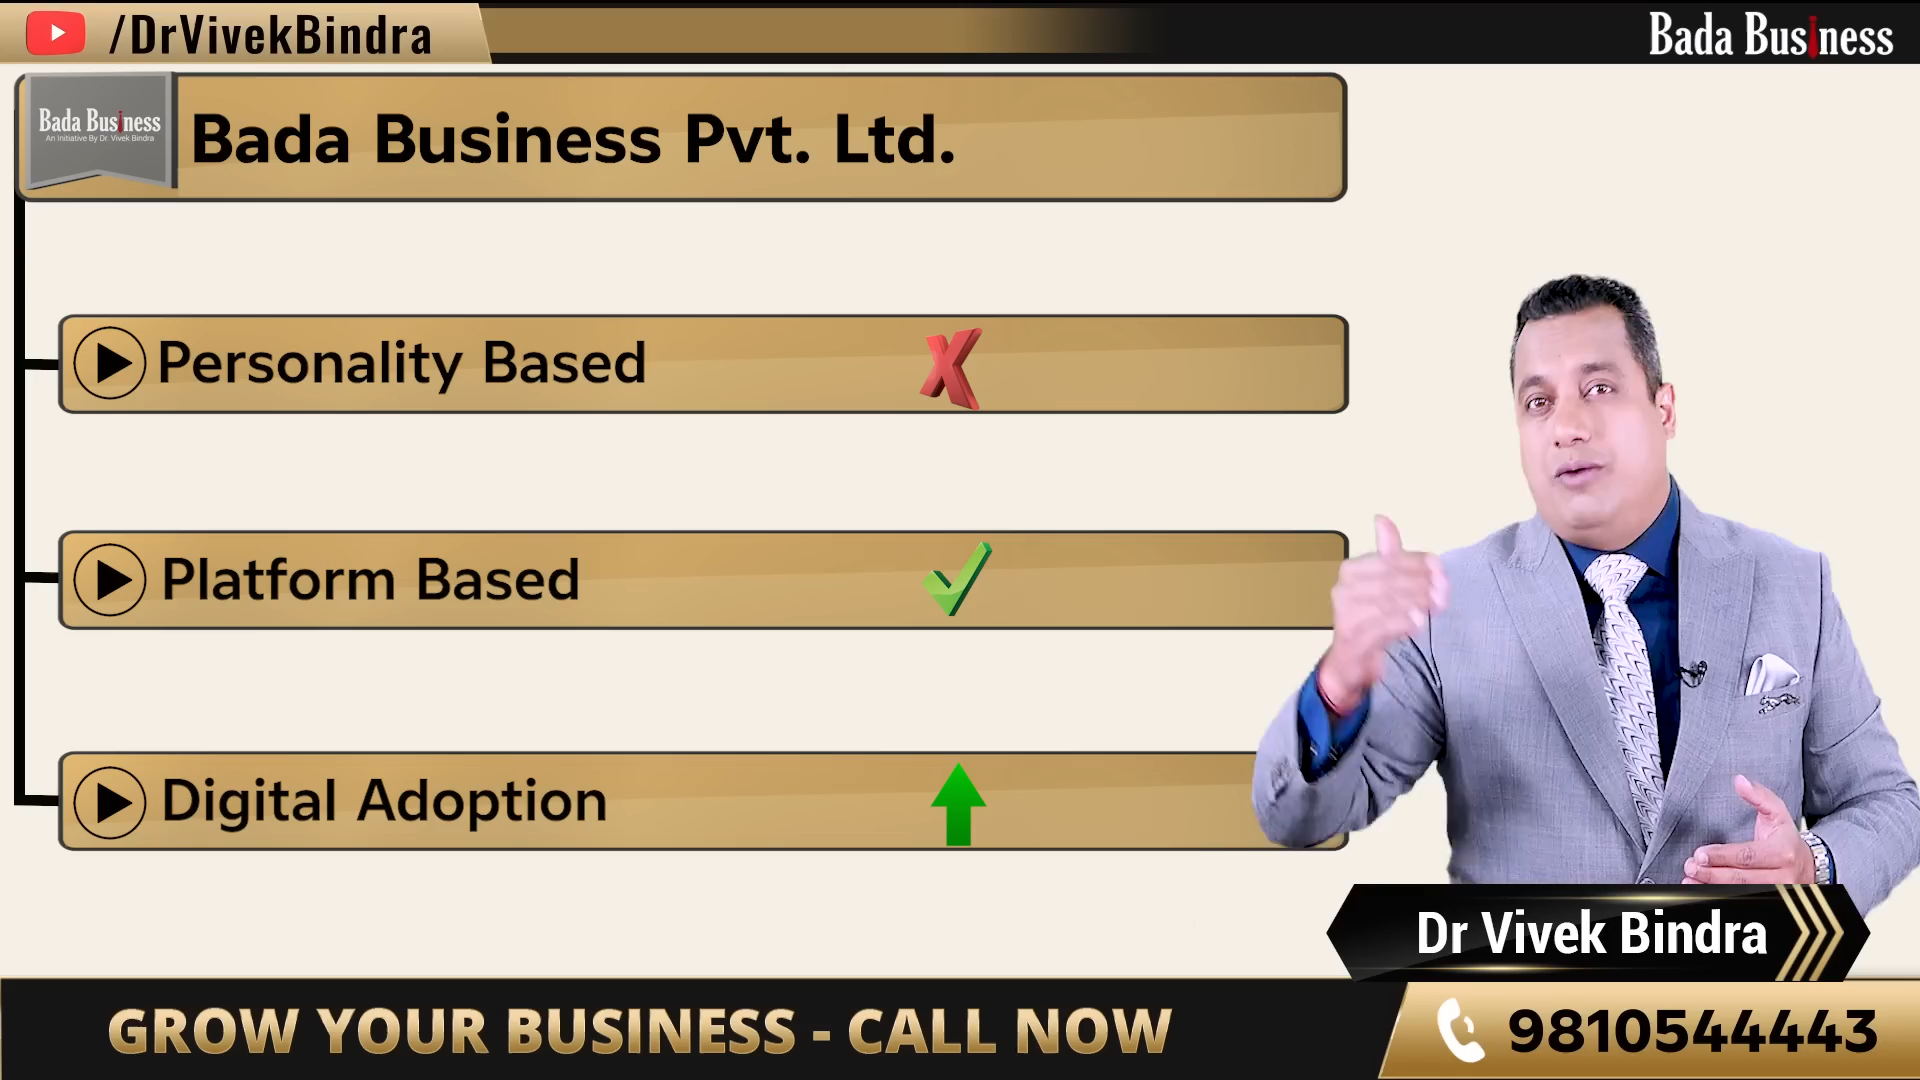 /DrVivekBindra
Bada Business
Bada Business
An Initiative By Dr. Vivek Bindra
Bada Business Pvt. Ltd.
Personality Based
Platform Based
Digital Adoption
Dr Vivek Bindra
GROW YOUR BUSINESS - CALL NOW
9810544443